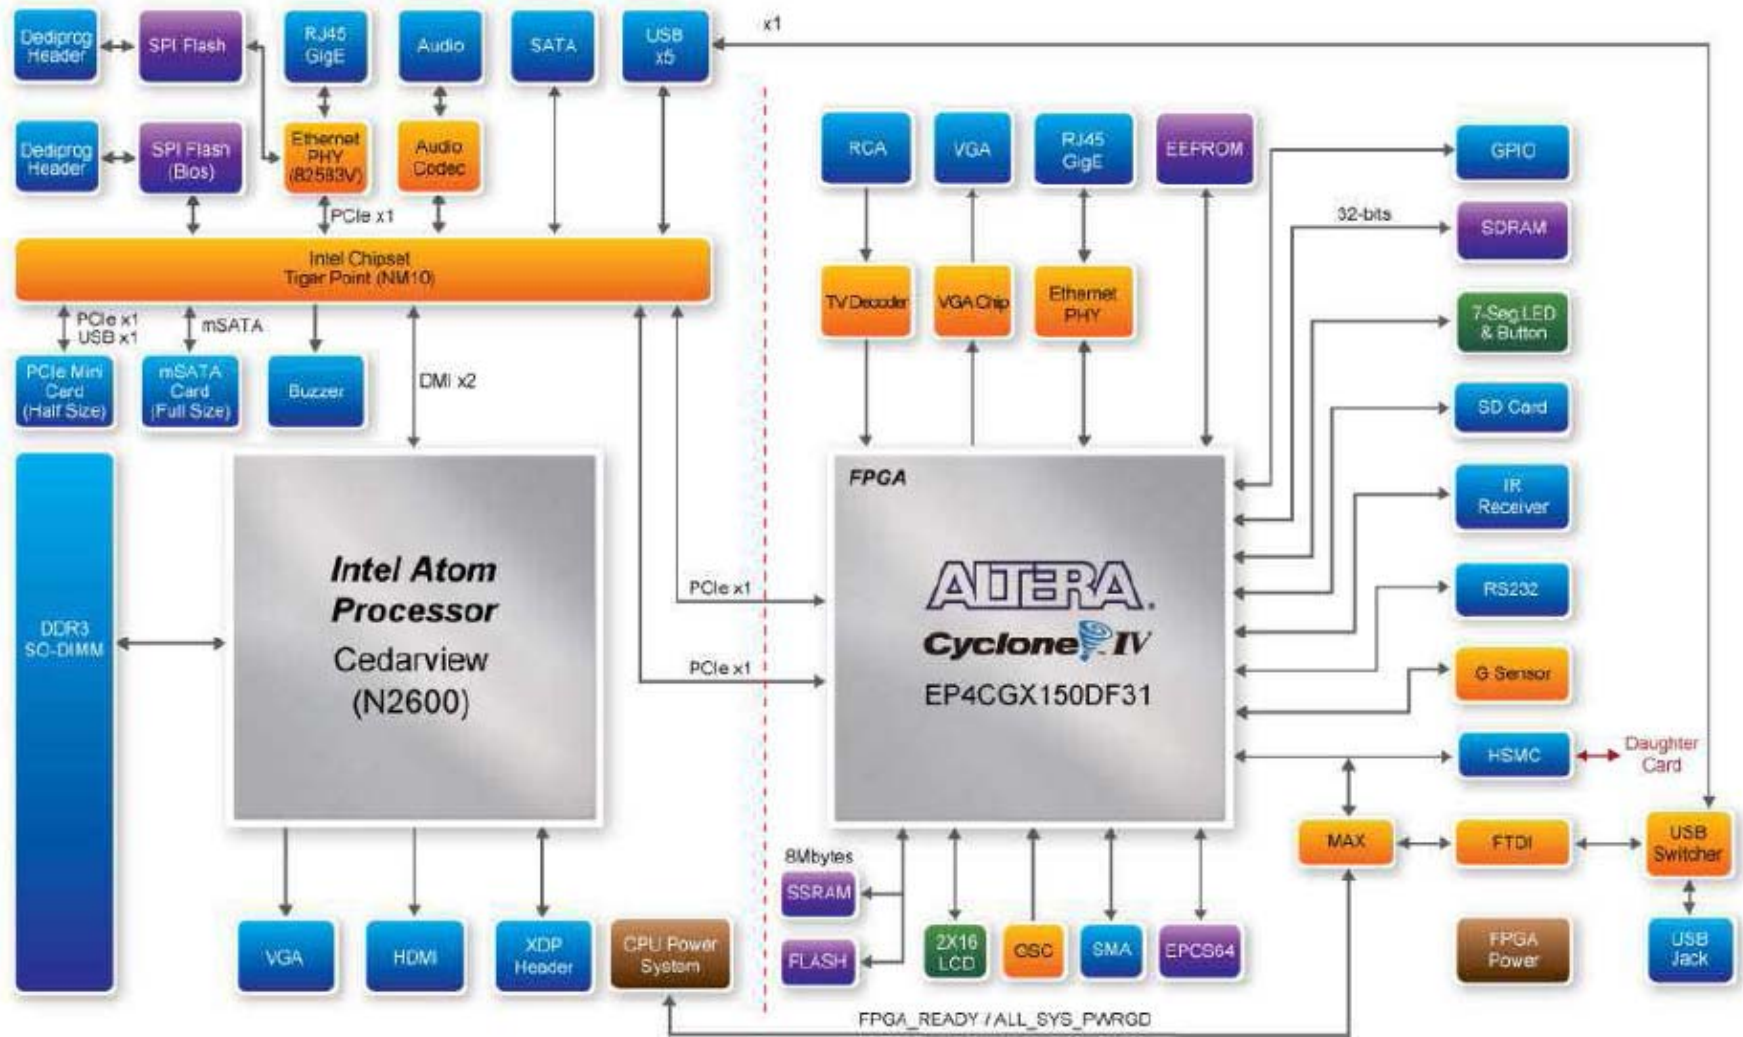 Dediprog
Header
SPI Flash
RJ45
GigE
Audio
SATA
USB
x5
x1
Dediprog
Header
SPI Flash
(Bios)
Ethernet
PHY
(82583V)
Audio
Codec
PCIe x1
Intel Chipset
Tiger Point (NM10)
PCIe x1
USB x1
mSATA
PCIe Mini
Card
(Half Size)
mSATA
Card
(Full Size)
Buzzer
DMI x2
DDR3
SO-DIMM
Intel Atom
Processor
Cedarview
(N2600)
VGA
HDMI
XDP
Header
CPU Power
System
PCIe x1
PCIe x1
RCA
VGA
RJ45
GigE
EEPROM
TV Decoder
VGA Chip
Ethernet
PHY
FPGA
ALTERA.
Cyclone IV
EP4CGX150DF31
GPIO
32-bits
SDRAM
7-Seg,LED
& Button
SD Card
IR
Receiver
RS232
G Sensor
HSMC
Daughter
Card
MAX
FTDI
USB
Switcher
8Mbytes
SSRAM
FLASH
2X16
LCD
OSC
SMA
EPCS64
FPGA
Power
USB
Jack
FPGA_READY / ALL_SYS_PWRGD